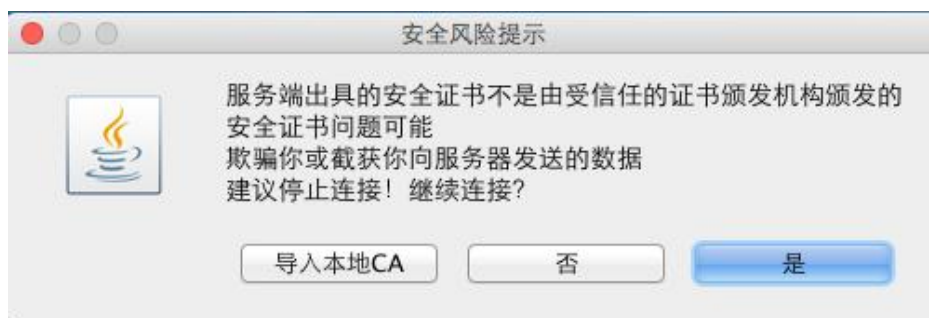 安全风险提示
服务端出具的安全证书不是由受信任的证书颁发机构颁发的
安全证书问题可能
欺骗你或截获你向服务器发送的数据
建议停止连接！继续连接？
导入本地CA 否 是